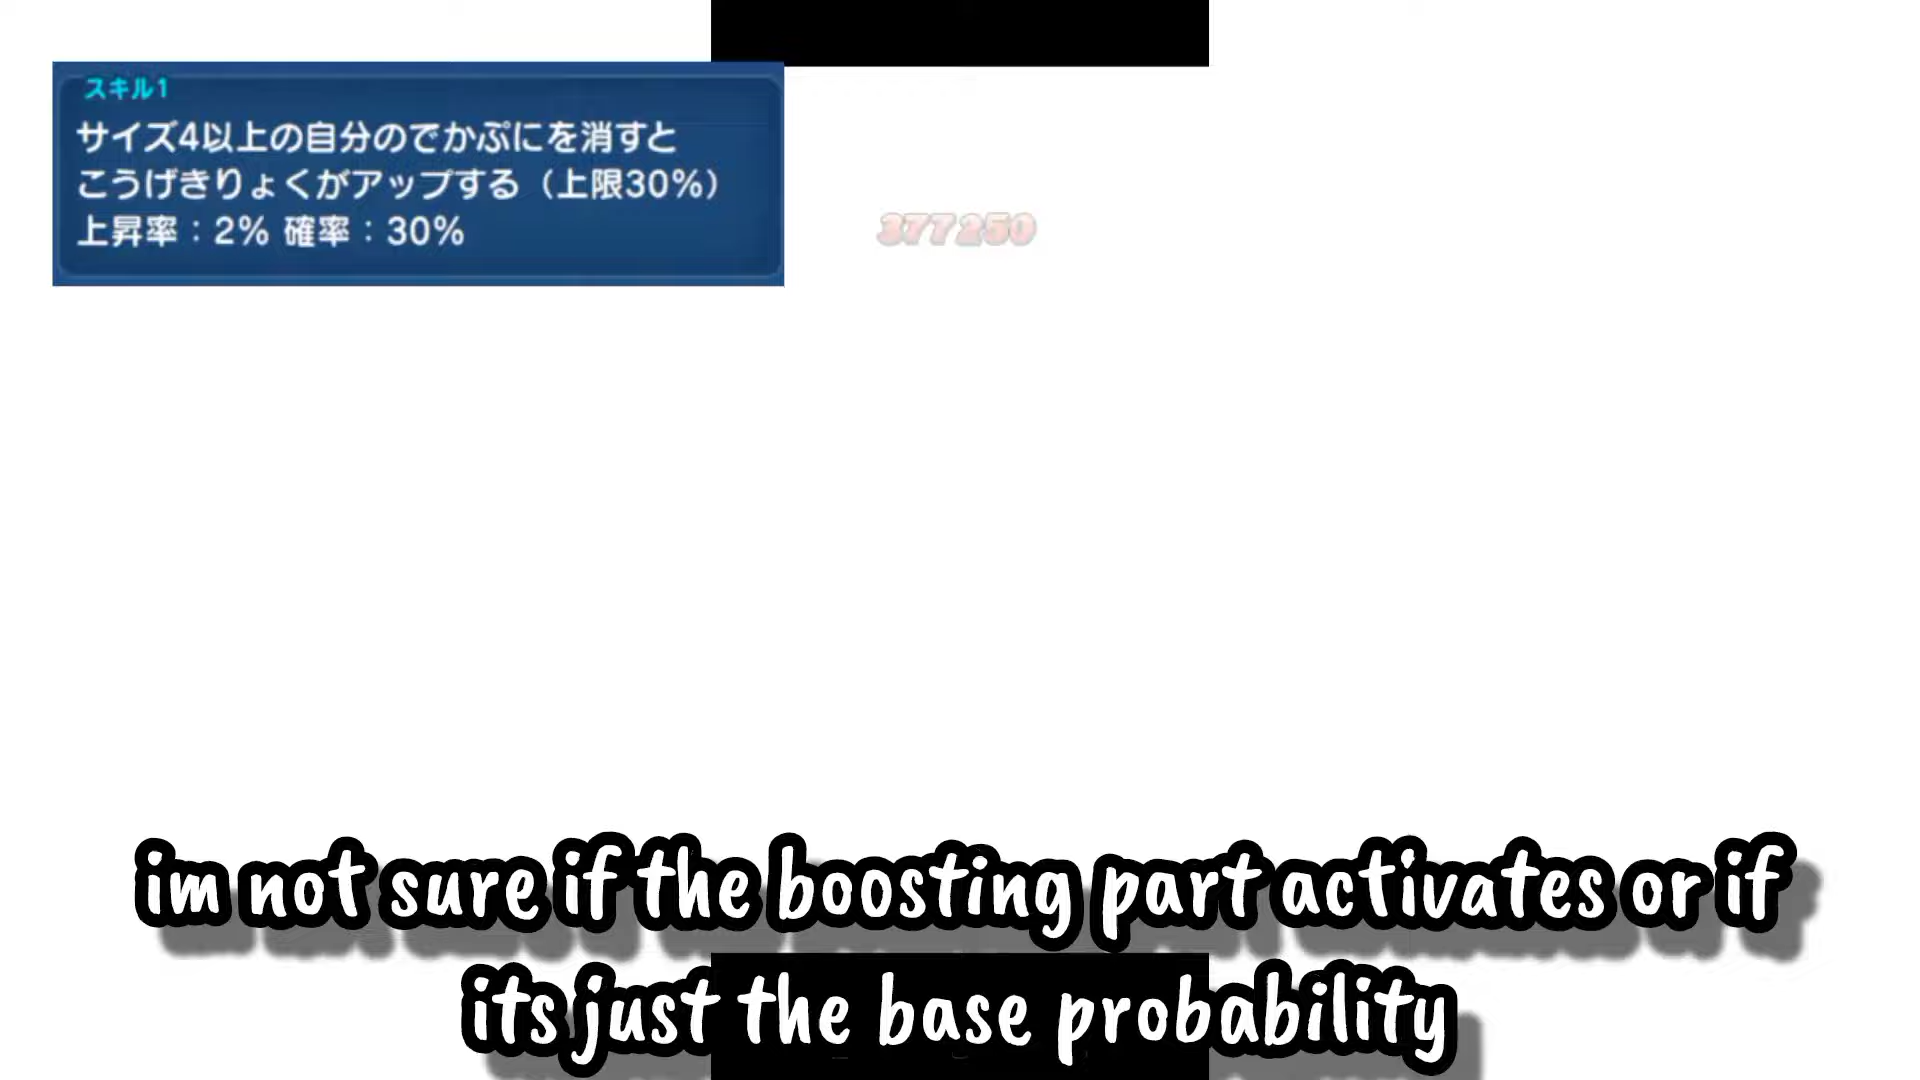 スキル1
サイズ4以上の自分のでかぷにを消すと
こうげきりょくがアップする（上限30%）
上昇率：2% 確率：30%
377250
im not sure if the boosting part activates or if
its just the base probability